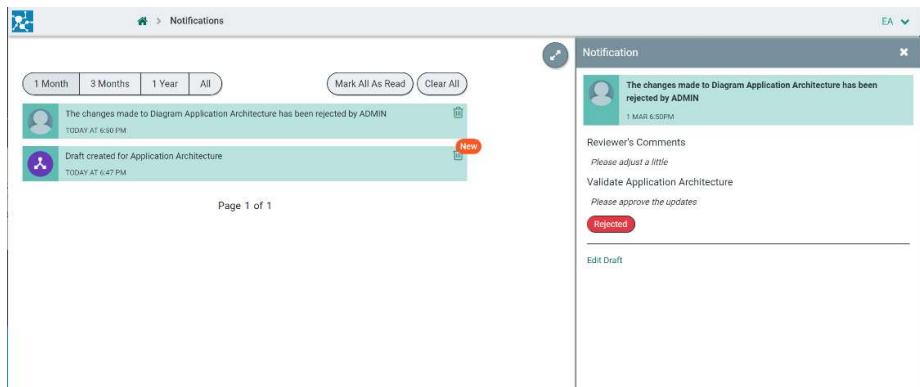 > Notifications
EA
1 Month 3 Months 1 Year All
Mark All As Read Clear All
The changes made to Diagram Application Architecture has been rejected by ADMIN
TODAY AT 6:50 PM
New
Draft created for Application Architecture
TODAY AT 6:47 PM
Page 1 of 1
Notification
The changes made to Diagram Application Architecture has been
rejected by ADMIN
1 MAR 6:50PM
Reviewer's Comments
Please adjust a little
Validate Application Architecture
Please approve the updates
Rejected
Edit Draft